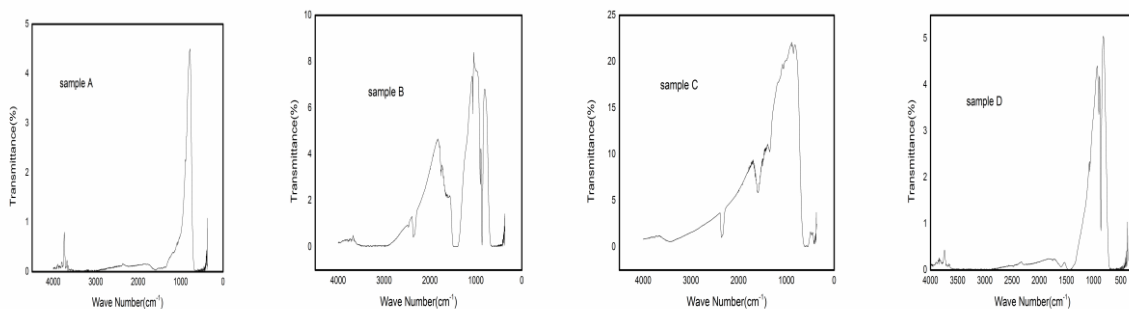 5
4
3
2
1
0
Transmittance(%)
sample A
4000 3000 2000 1000 0
Wave Number(cm-1)
10
8
6
4
2
0
Transmittance(%)
sample B
4000 3000 2000 1000 0
Wave Number(cm-1)
25
20
15
10
5
0
Transmittance(%)
sample C
4000 3000 2000 1000 0
Wave Number(cm-1)
5
4
3
2
1
0
Transmittance(%)
sample D
4000 3500 3000 2500 2000 1500 1000 500
Wave Number(cm-1)